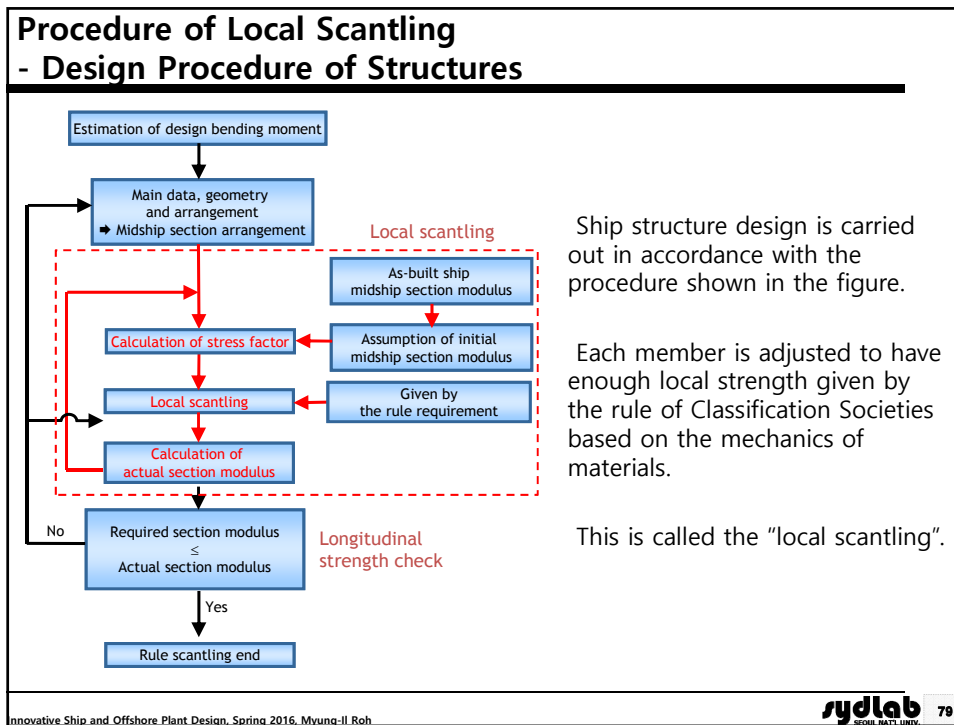 Procedure of Local Scantling
- Design Procedure of Structures
Estimation of design bending moment
Main data, geometry
and arrangement
➡ Midship section arrangement
Local scantling
As-built ship
midship section modulus
Calculation of stress factor
Assumption of initial
midship section modulus
Local scantling
Given by
the rule requirement
Calculation of
actual section modulus
No
Required section modulus
≤
Actual section modulus
Longitudinal
strength check
Yes
Rule scantling end
Ship structure design is carried
out in accordance with the
procedure shown in the figure.
Each member is adjusted to have
enough local strength given by
the rule of Classification Societies
based on the mechanics of
materials.
This is called the "local scantling".
Innovative Ship and Offshore Plant Design, Spring 2016, Myung-Il Roh
sydlab
SEOUL NAT'L UNIV.
79